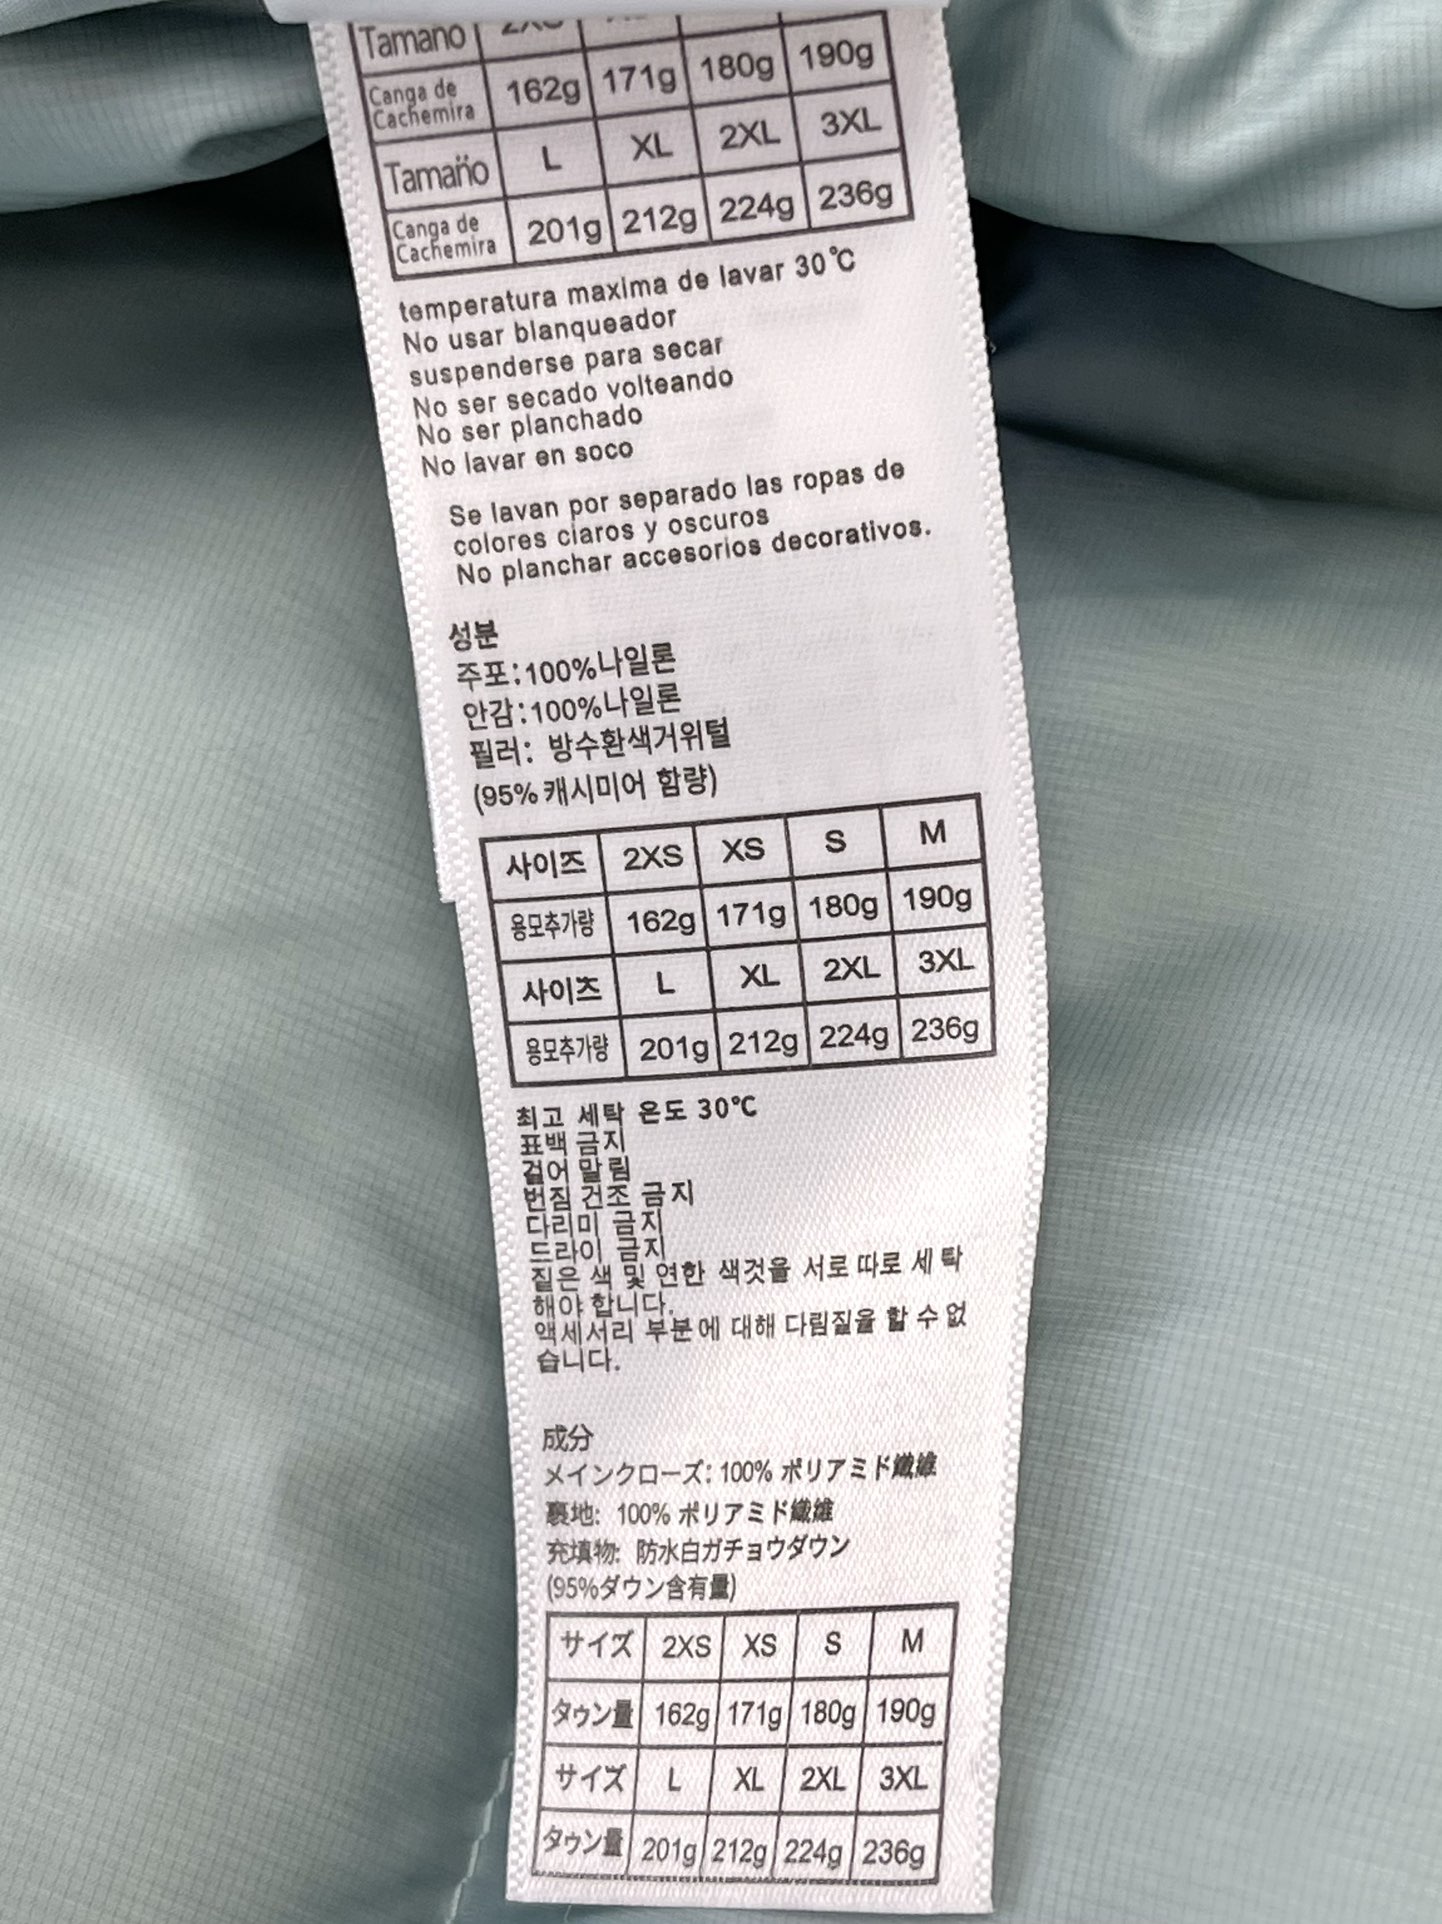 Tamaño
Canga de Cachemira 162g 171g 180g 190g
Tamaño L XL 2XL 3XL
Canga de Cachemira 201g 212g 224g 236g
temperatura maxima de lavar 30℃
No usar blanqueador
suspenderse para secar
No ser secado volteando
No ser planchado
No lavar en soco
Se lavan por separado las ropas de
colores claros y oscuros
No planchar accesorios decorativos.
성분
주포:100%나일론
안감:100%나일론
필러: 방수환색거위털
(95% 캐시미어 함량)
사이즈 2XS XS S M
용모추가량 162g 171g 180g 190g
사이즈 L XL 2XL 3XL
용모추가량 201g 212g 224g 236g
최고 세탁 온도 30℃
표백 금지
걸어 말림
번짐 건조 금지
다리미 금지
드라이 금지
짙은 색 및 연한 색것을 서로 따로 세탁
해야 합니다.
액세서리 부분에 대해 다림질을 할 수 없
습니다.
成分
メインクローズ: 100% ポリアミド繊維
裏地: 100% ポリアミド繊維
充填物: 防水白ガチョウダウン
(95%ダウン含有量)
サイズ 2XS XS S M
タゥン量 162g 171g 180g 190g
サイズ L XL 2XL 3XL
タゥン量 201g 212g 224g 236g